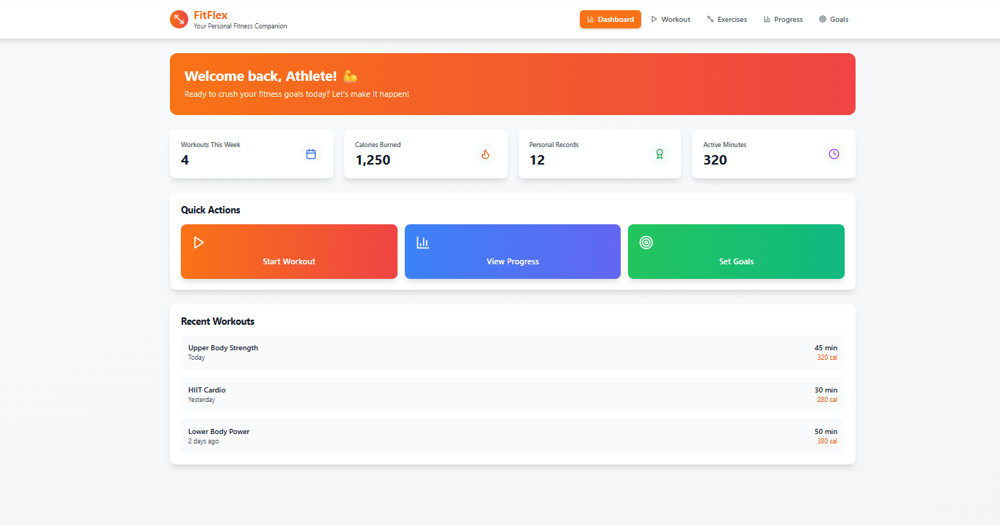 FitFlex
Your Personal Fitness Companion
Dashboard
Workout
Exercises
Progress
Goals
Welcome back, Athlete! 💪
Ready to crush your fitness goals today? Let's make it happen!
Workouts This Week
4
Calories Burned
1,250
Personal Records
12
Active Minutes
320
Quick Actions
Start Workout
View Progress
Set Goals
Recent Workouts
Upper Body Strength
Today
45 min
320 cal
HIIT Cardio
Yesterday
30 min
280 cal
Lower Body Power
2 days ago
50 min
380 cal